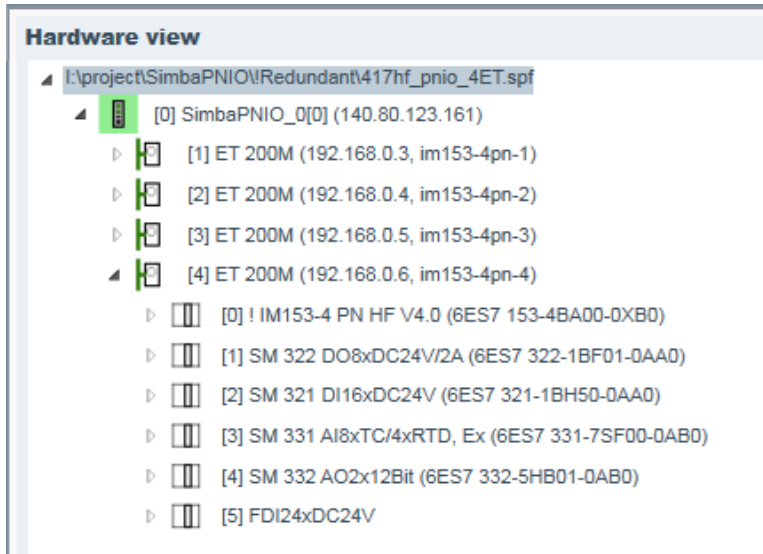 Hardware view
I:\project\SimbaPNIO\!Redundant\417hf_pnio_4ET.spf
[0] SimbaPNIO_0[0] (140.80.123.161)
[1] ET 200M (192.168.0.3, im153-4pn-1)
[2] ET 200M (192.168.0.4, im153-4pn-2)
[3] ET 200M (192.168.0.5, im153-4pn-3)
[4] ET 200M (192.168.0.6, im153-4pn-4)
[0] ! IM153-4 PN HF V4.0 (6ES7 153-4BA00-0XB0)
[1] SM 322 DO8xDC24V/2A (6ES7 322-1BF01-0AA0)
[2] SM 321 DI16xDC24V (6ES7 321-1BH50-0AA0)
[3] SM 331 AI8xTC/4xRTD, Ex (6ES7 331-7SF00-0AB0)
[4] SM 332 AO2x12Bit (6ES7 332-5HB01-0AB0)
[5] FDI24xDC24V